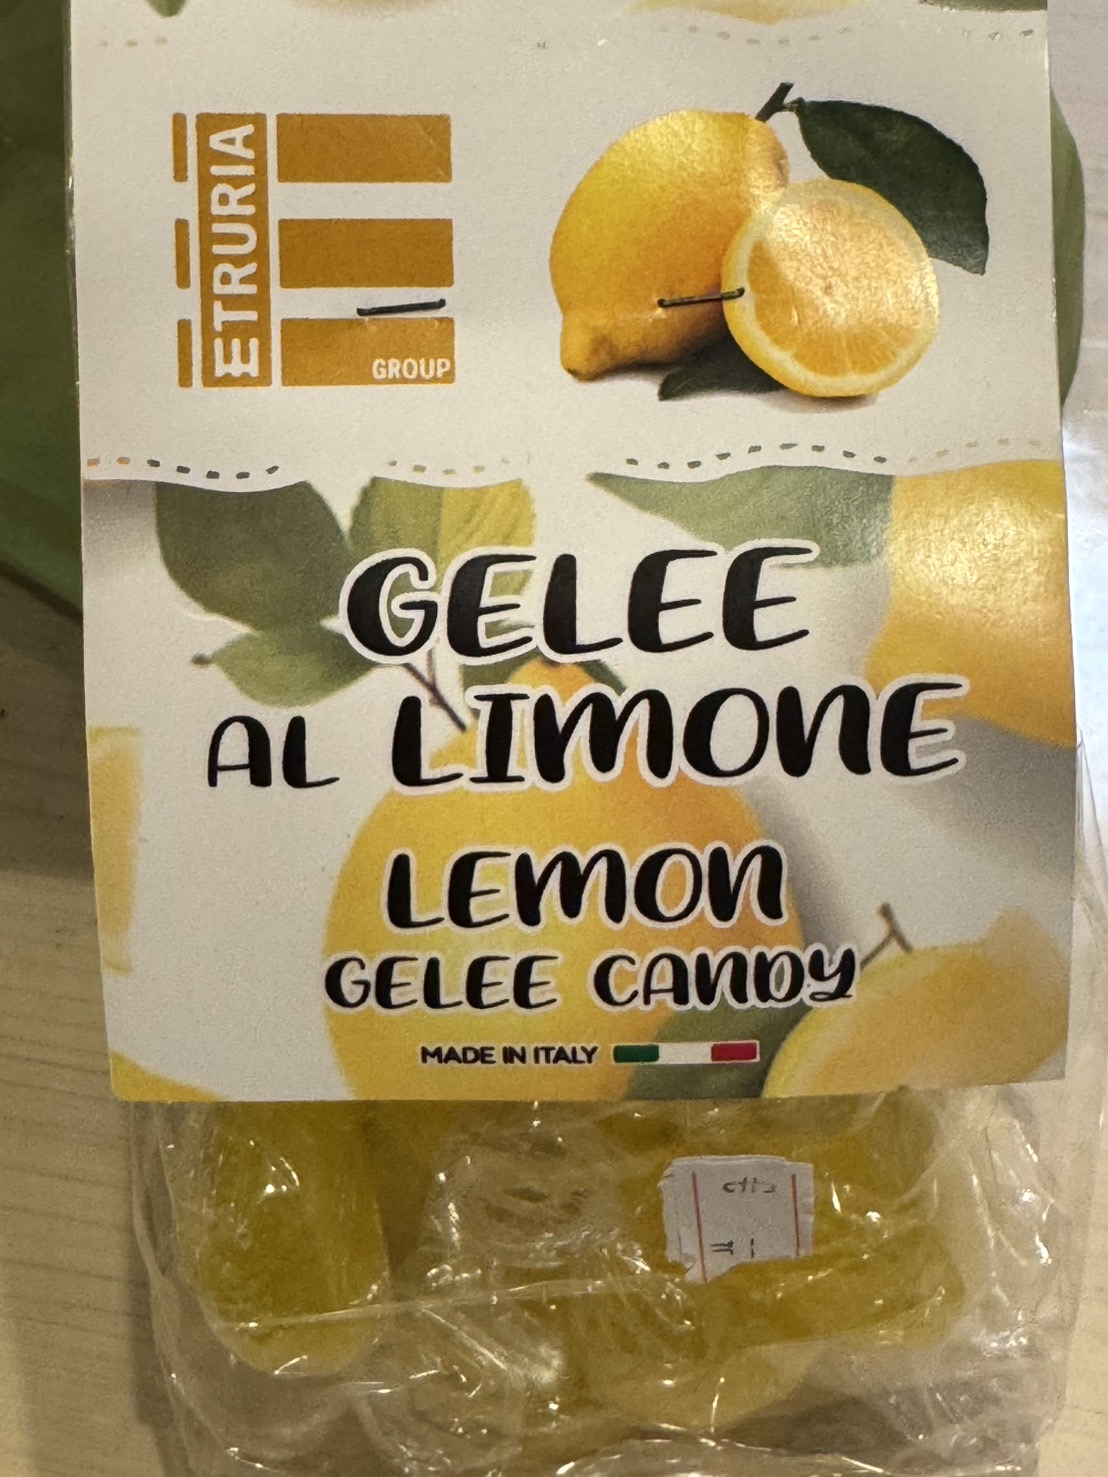 ETRURIA
GROUP
GELEE
AL LIMONE
LEMON
GELEE CANDY
MADE IN ITALY